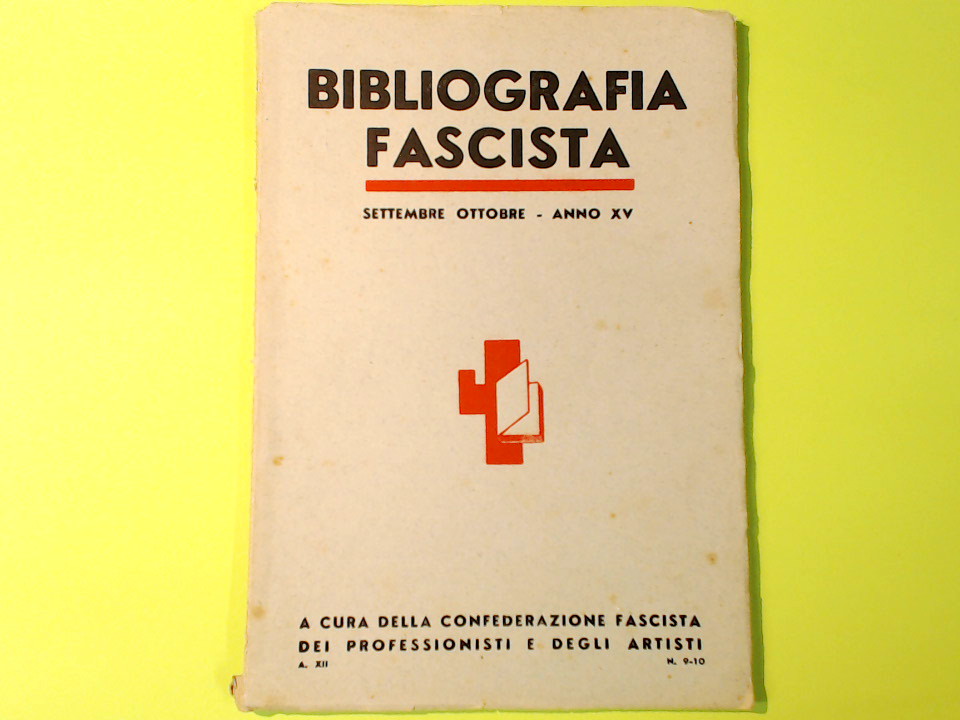 BIBLIOGRAFIA
FASCISTA
SETTEMBRE OTTOBRE - ANNO XV
A CURA DELLA CONFEDERAZIONE FASCISTA
DEI PROFESSIONISTI E DEGLI ARTISTI
A. XII N. 9-10